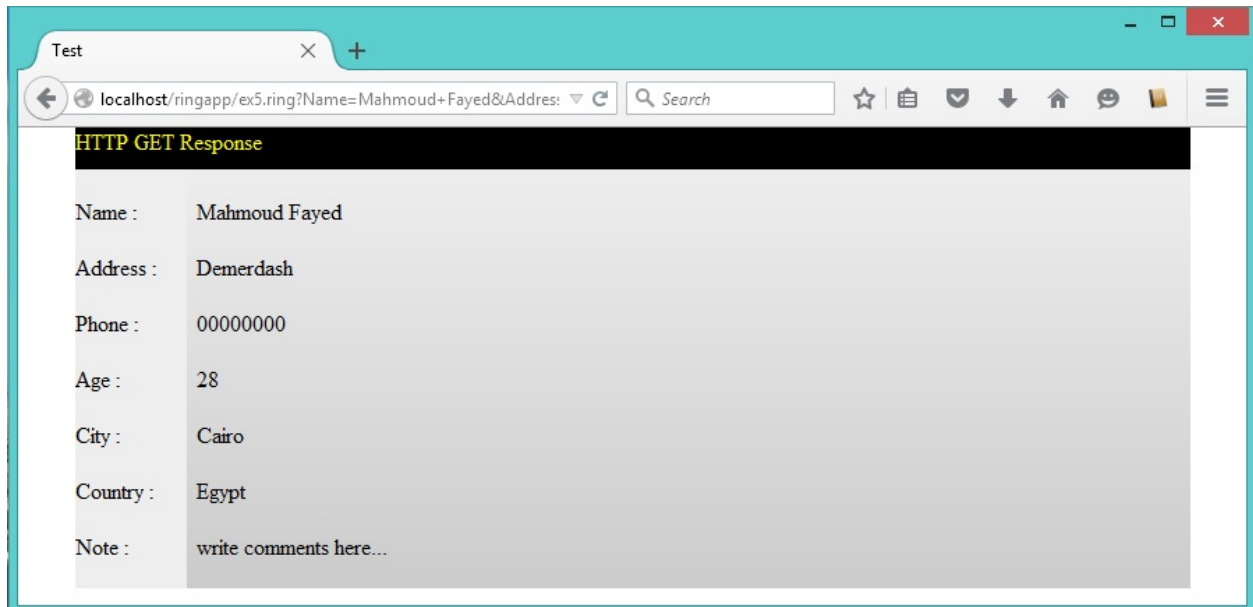 Test
localhost/ringapp/ex5.ring?Name=Mahmoud+Fayed&Addres
Search
HTTP GET Response
Name : Mahmoud Fayed
Address : Demerdash
Phone : 00000000
Age : 28
City : Cairo
Country : Egypt
Note : write comments here...